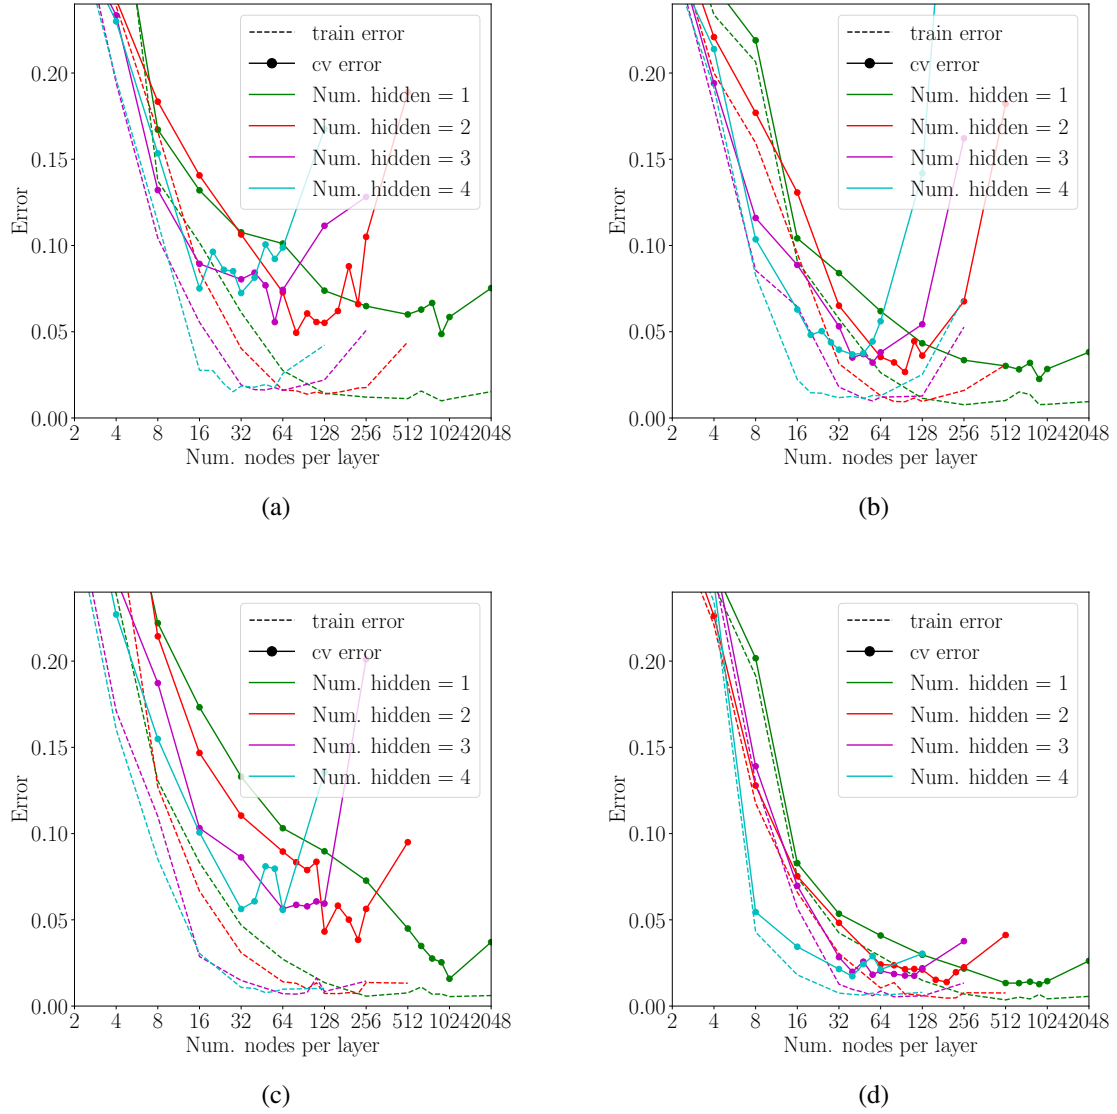 0.20
0.15
0.10
0.05
0.00
Error
2 4 8 16 32 64 128 256 512 1024 2048
Num. nodes per layer
train error
cv error
Num. hidden = 1
Num. hidden = 2
Num. hidden = 3
Num. hidden = 4
(a)
0.20
0.15
0.10
0.05
0.00
Error
2 4 8 16 32 64 128 256 512 1024 2048
Num. nodes per layer
train error
cv error
Num. hidden = 1
Num. hidden = 2
Num. hidden = 3
Num. hidden = 4
(b)
0.20
0.15
0.10
0.05
0.00
Error
2 4 8 16 32 64 128 256 512 1024 2048
Num. nodes per layer
train error
cv error
Num. hidden = 1
Num. hidden = 2
Num. hidden = 3
Num. hidden = 4
(c)
0.20
0.15
0.10
0.05
0.00
Error
2 4 8 16 32 64 128 256 512 1024 2048
Num. nodes per layer
train error
cv error
Num. hidden = 1
Num. hidden = 2
Num. hidden = 3
Num. hidden = 4
(d)